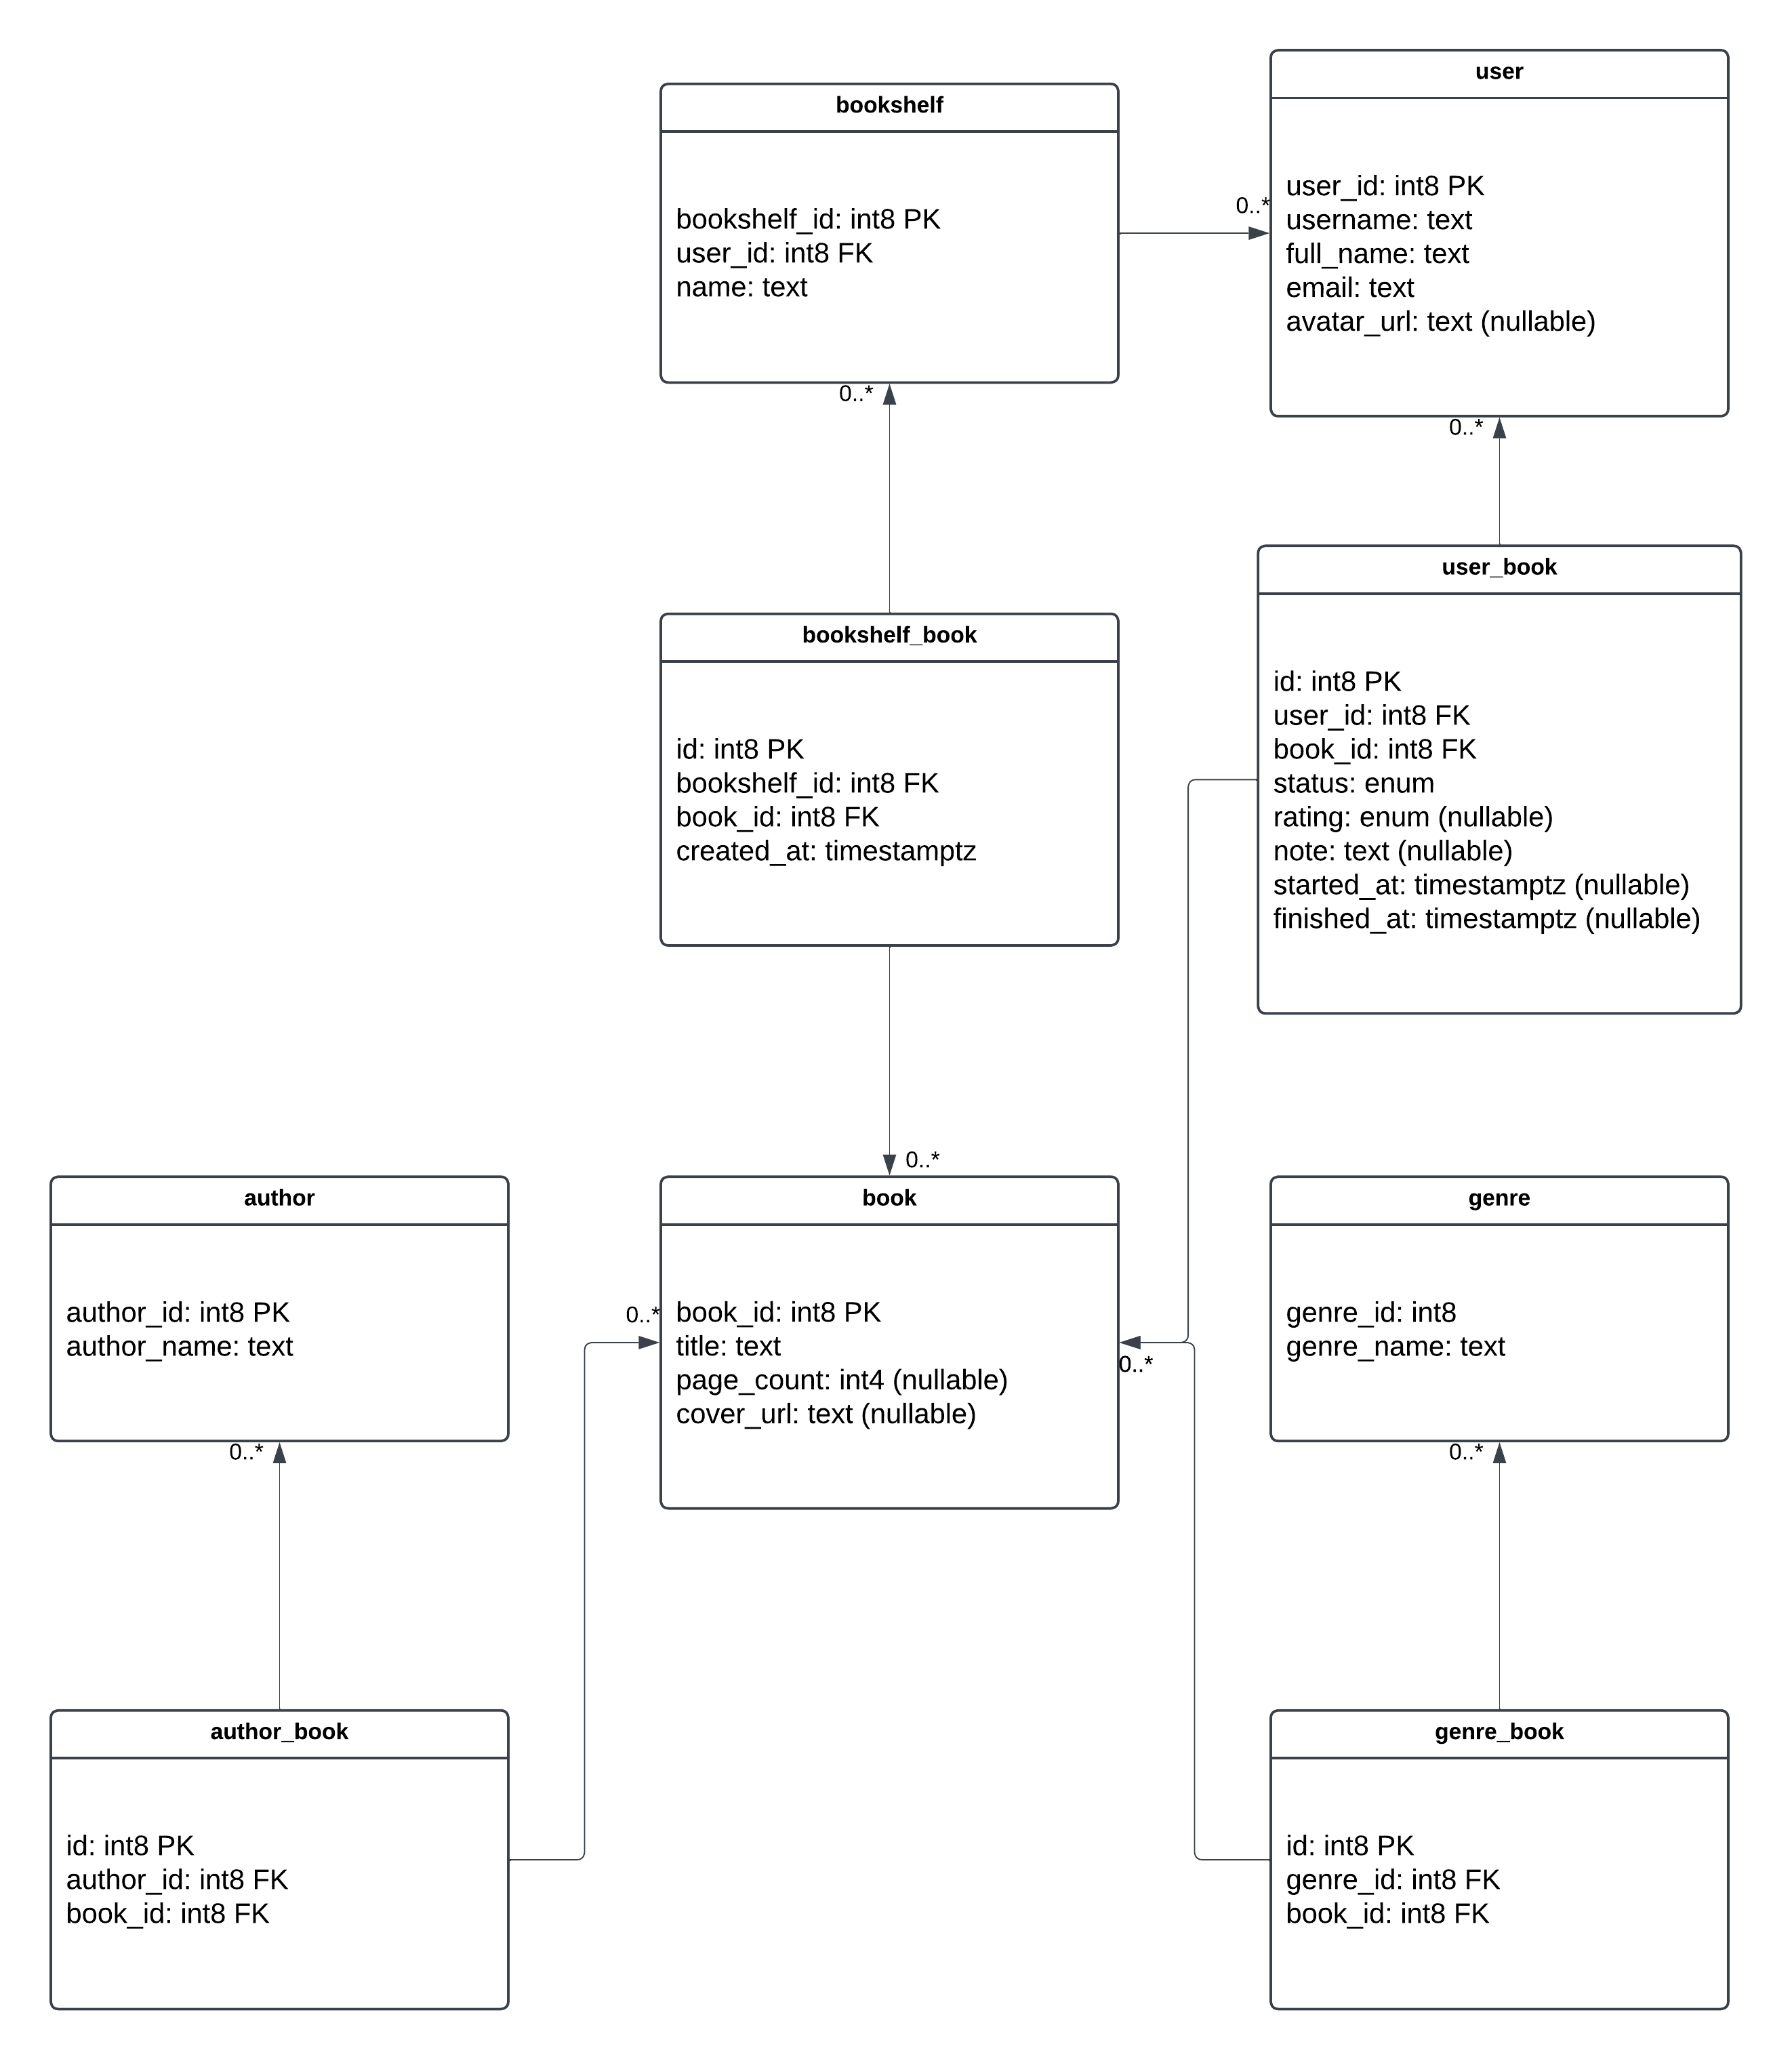 bookshelf
bookshelf_id: int8 PK
user_id: int8 FK
name: text
0..*
user
user_id: int8 PK
username: text
full_name: text
email: text
avatar_url: text (nullable)
0..*
0..*
bookshelf_book
id: int8 PK
bookshelf_id: int8 FK
book_id: int8 FK
created_at: timestamptz
user_book
id: int8 PK
user_id: int8 FK
book_id: int8 FK
status: enum
rating: enum (nullable)
note: text (nullable)
started_at: timestamptz (nullable)
finished_at: timestamptz (nullable)
0..*
author
author_id: int8 PK
author_name: text
0..*
0..*
book
book_id: int8 PK
title: text
page_count: int4 (nullable)
cover_url: text (nullable)
0..*
genre
genre_id: int8
genre_name: text
0..*
author_book
id: int8 PK
author_id: int8 FK
book_id: int8 FK
genre_book
id: int8 PK
genre_id: int8 FK
book_id: int8 FK